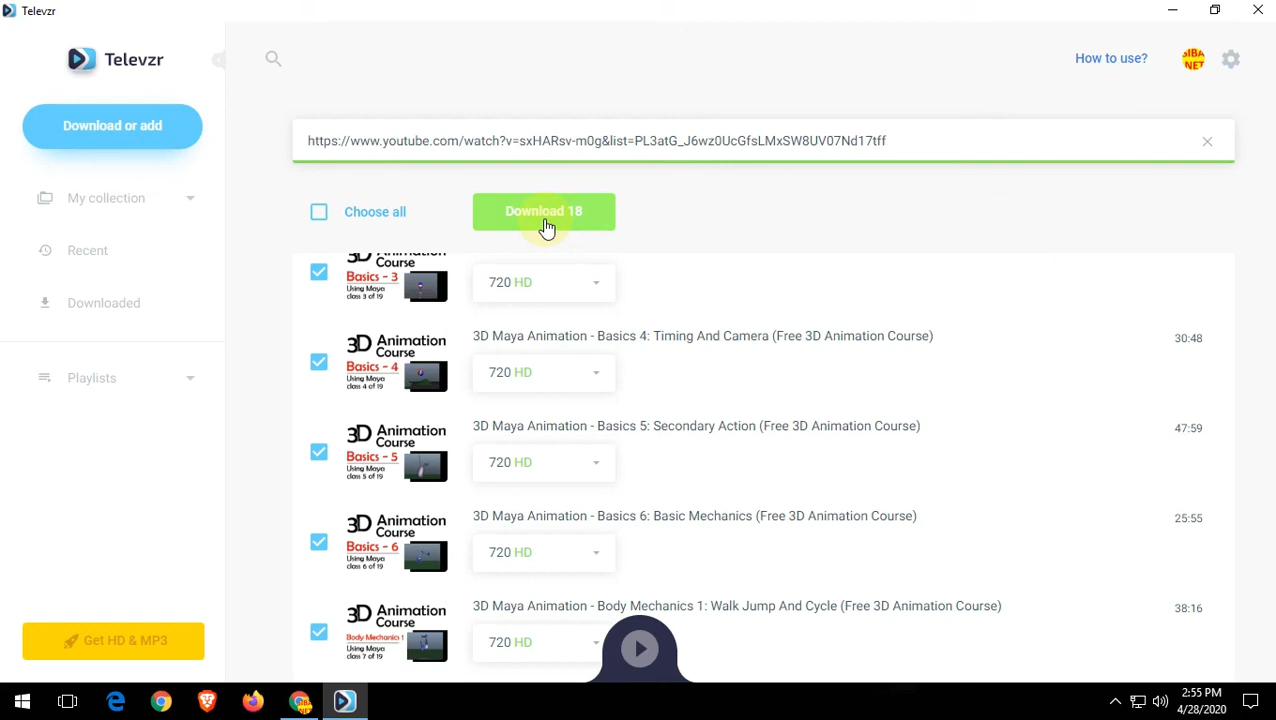 Televzr
Televzr
How to use?
SIBA
NET
Download or add
https://www.youtube.com/watch?v=sxHARsv-m0g&list=PL3atG_J6wz0UcGfsLMxSW8UV07Nd17tff
My collection
Choose all
Download 18
Recent
Downloaded
Playlists
Get HD & MP3
3D Animation
Course
Basics - 3
Using Maya
class 3 of 19
720 HD
3D Animation
Course
Basics - 4
Using Maya
class 4 of 19
3D Maya Animation - Basics 4: Timing And Camera (Free 3D Animation Course)
30:48
720 HD
3D Animation
Course
Basics - 5
Using Maya
class 5 of 19
3D Maya Animation - Basics 5: Secondary Action (Free 3D Animation Course)
47:59
720 HD
3D Animation
Course
Basics - 6
Using Maya
class 6 of 19
3D Maya Animation - Basics 6: Basic Mechanics (Free 3D Animation Course)
25:55
720 HD
3D Animation
Course
Body Mechanics 1
Using Maya
class 7 of 19
3D Maya Animation - Body Mechanics 1: Walk Jump And Cycle (Free 3D Animation Course)
38:16
720 HD
2:55 PM
4/28/2020